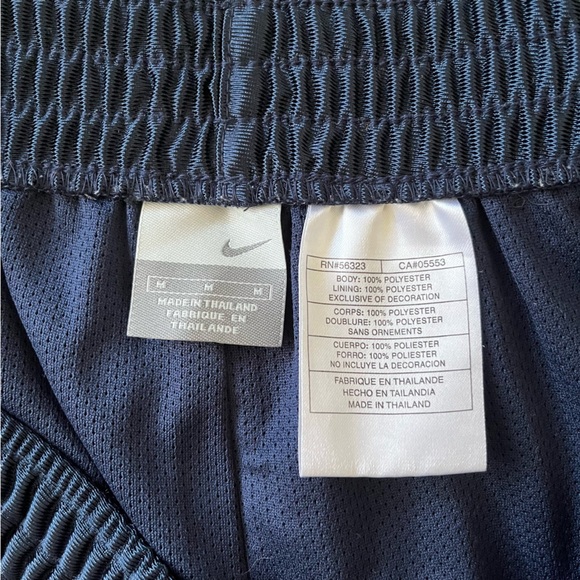 M M M
MADE IN THAILAND
FABRIQUE EN
THAILANDE
RN#56323 CA#05553
BODY: 100% POLYESTER
LINING: 100% POLYESTER
EXCLUSIVE OF DECORATION
CORPS: 100% POLYESTER
DOUBLURE: 100% POLYESTER
SANS ORNEMENTS
CUERPO: 100% POLIESTER
FORRO: 100% POLIESTER
NO INCLUYE LA DECORACION
FABRIQUE EN THAILANDE
HECHO EN TAILANDIA
MADE IN THAILAND